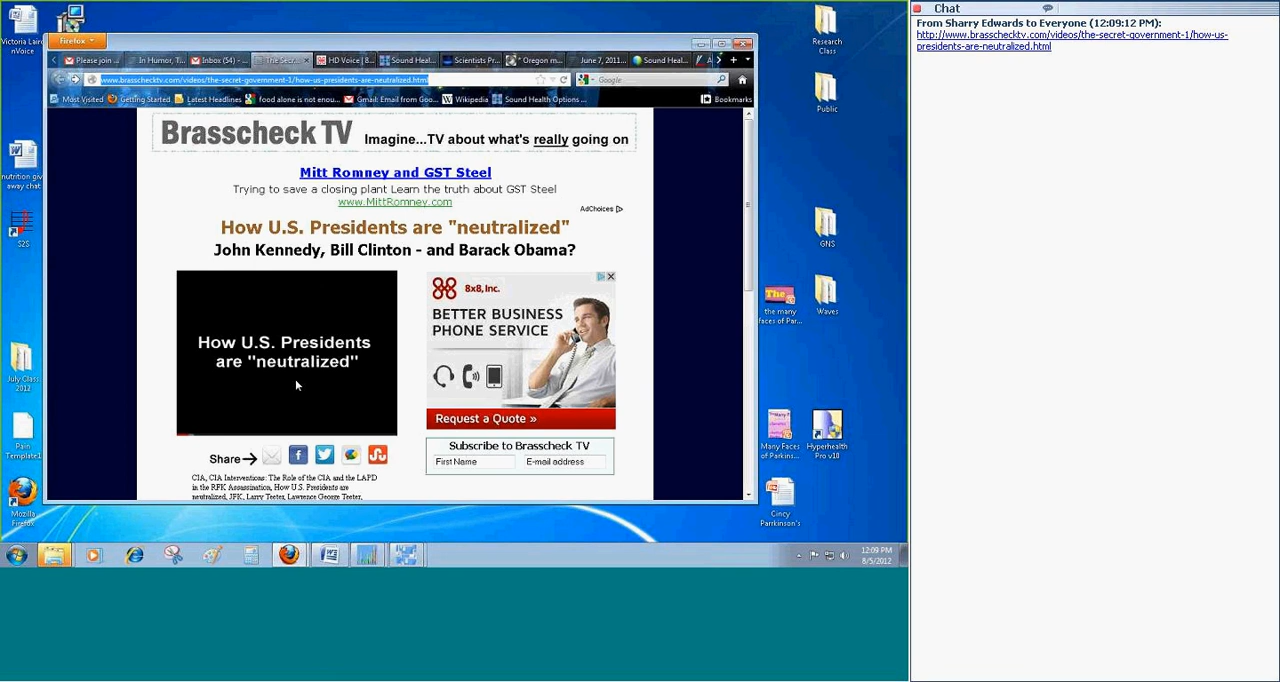 Firefox
Please join ...
In Humor, T...
Inbox (54) - ...
The Secr...
HD Voice | 8...
Sound Heal...
Scientists Pr...
* Oregon m...
June 7, 2011...
Sound Heal...
www.brasschecktv.com/videos/the-secret-government-1/how-us-presidents-are-neutralized.html
Google
Most Visited
Getting Started
Latest Headlines
food alone is not enou...
Gmail: Email from Goo...
Wikipedia
Sound Health Options ...
Bookmarks
Brasscheck TV Imagine...TV about what's really going on
Mitt Romney and GST Steel
Trying to save a closing plant Learn the truth about GST Steel
www.MittRomney.com
AdChoices
How U.S. Presidents are "neutralized"
John Kennedy, Bill Clinton - and Barack Obama?
How U.S. Presidents
are "neutralized"
8x8, Inc.
BETTER BUSINESS
PHONE SERVICE
Request a Quote »
Share
Subscribe to Brasscheck TV
First Name
E-mail address
CIA, CIA Interventions: The Role of the CIA and the LAPD
in the RFK Assassination, How U.S. Presidents are
neutralized, JFK, Larry Teeter, Lawrence George Teeter,
nutrition giv
away chat
S2S
July Class
2012
Pain
Template1
Mozilla
Firefox
Research
Class
Public
GNS
The
the many
faces of Par...
Waves
Many Faces
of Parkins...
Hyperhealth
Pro v10
Cincy
Parrkinson's
12:09 PM
8/5/2012
Chat
From Sharry Edwards to Everyone (12:09:12 PM):
http://www.brasschecktv.com/videos/the-secret-government-1/how-us-
presidents-are-neutralized.html